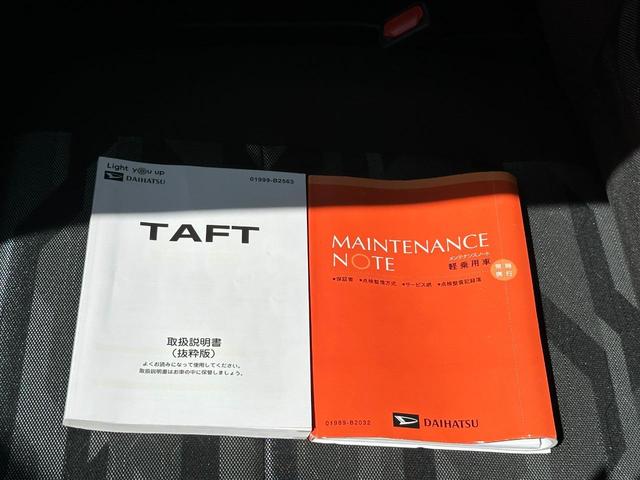 Light you up
DAIHATSU
01999-B2563
TAFT
取扱説明書
(抜粋版)
よくお読みになって使用してください。
取扱説明書はお車の中に保管しましょう。
MAINTENANCE
NOTE
メンテナンスノート
軽乗用車
●保証書 ●点検整備方式 ●サービス網 ●点検整備記録簿
01989-B2032
DAIHATSU